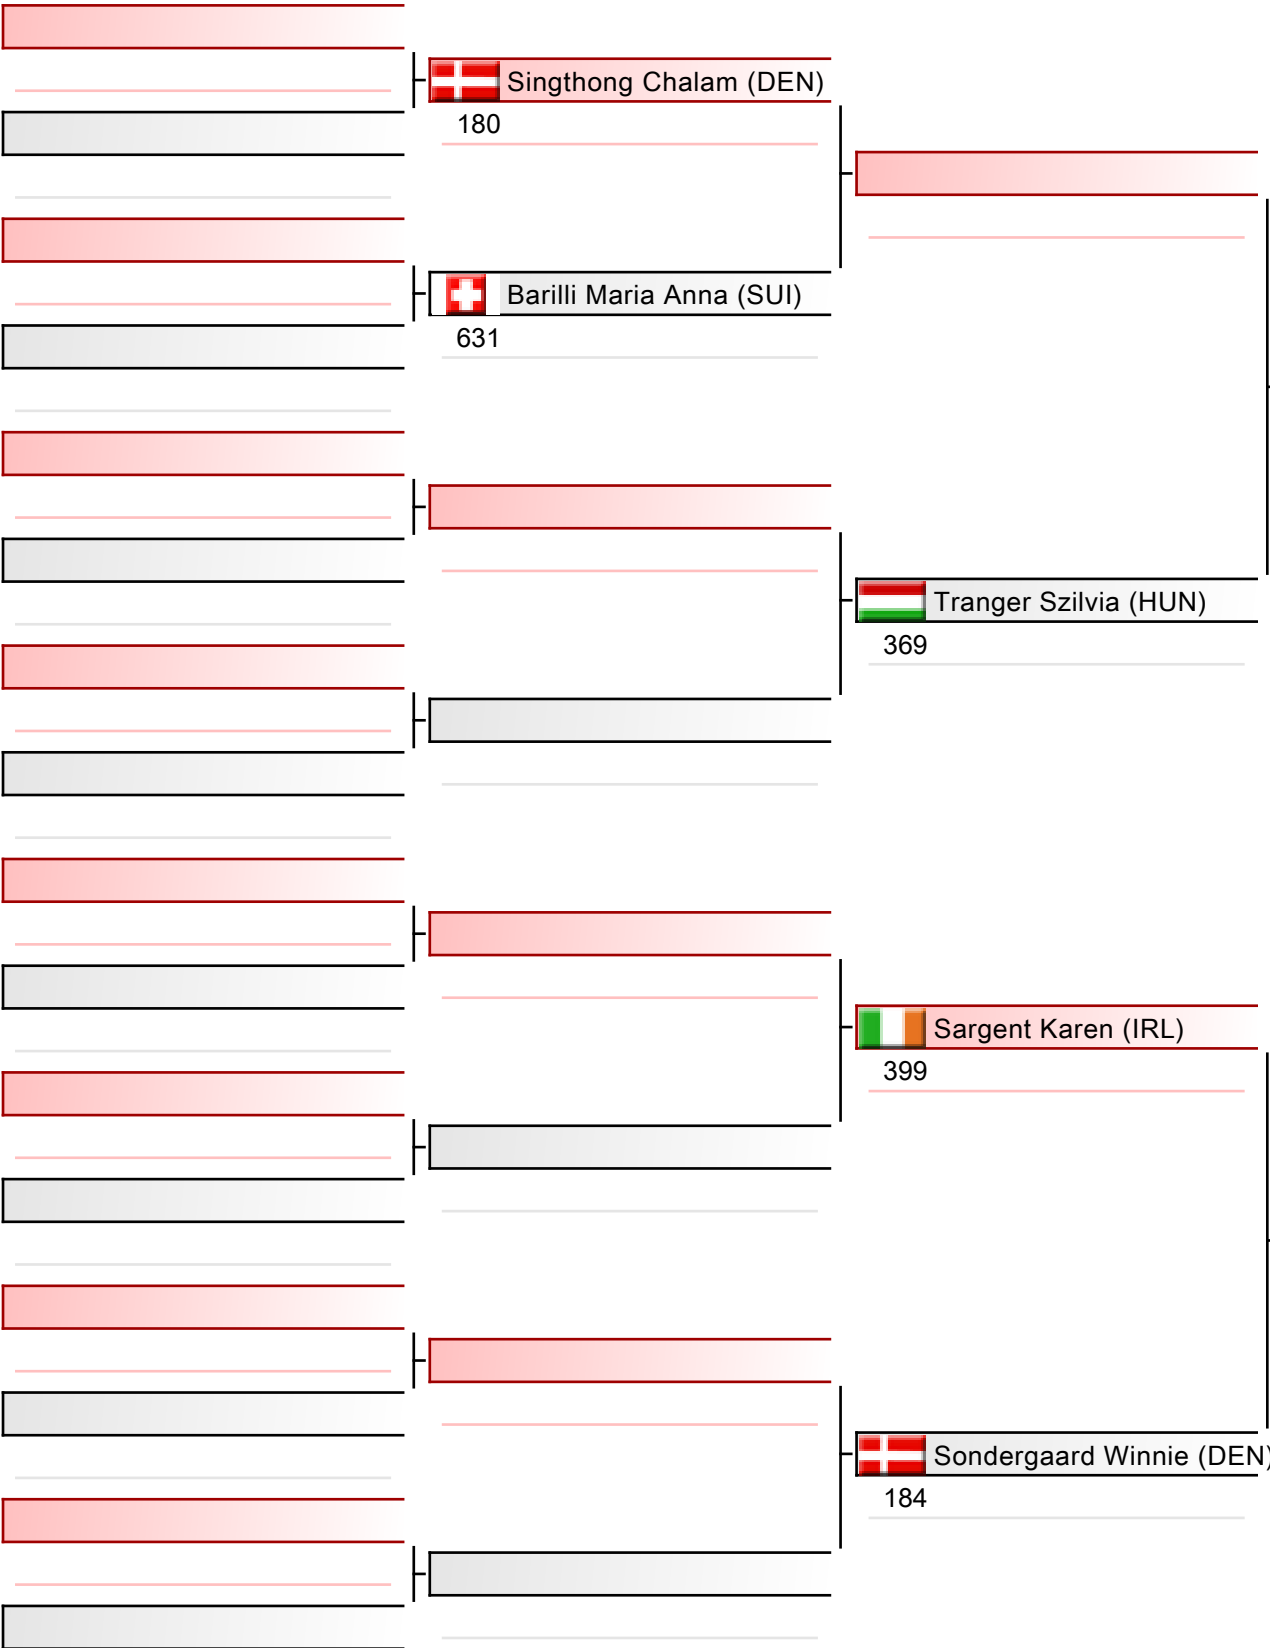 Singthong Chalam (DEN)
180
Barilli Maria Anna (SUI)
631
Tranger Szilvia (HUN)
369
Sargent Karen (IRL)
399
Sondergaard Winnie (DEN)
184